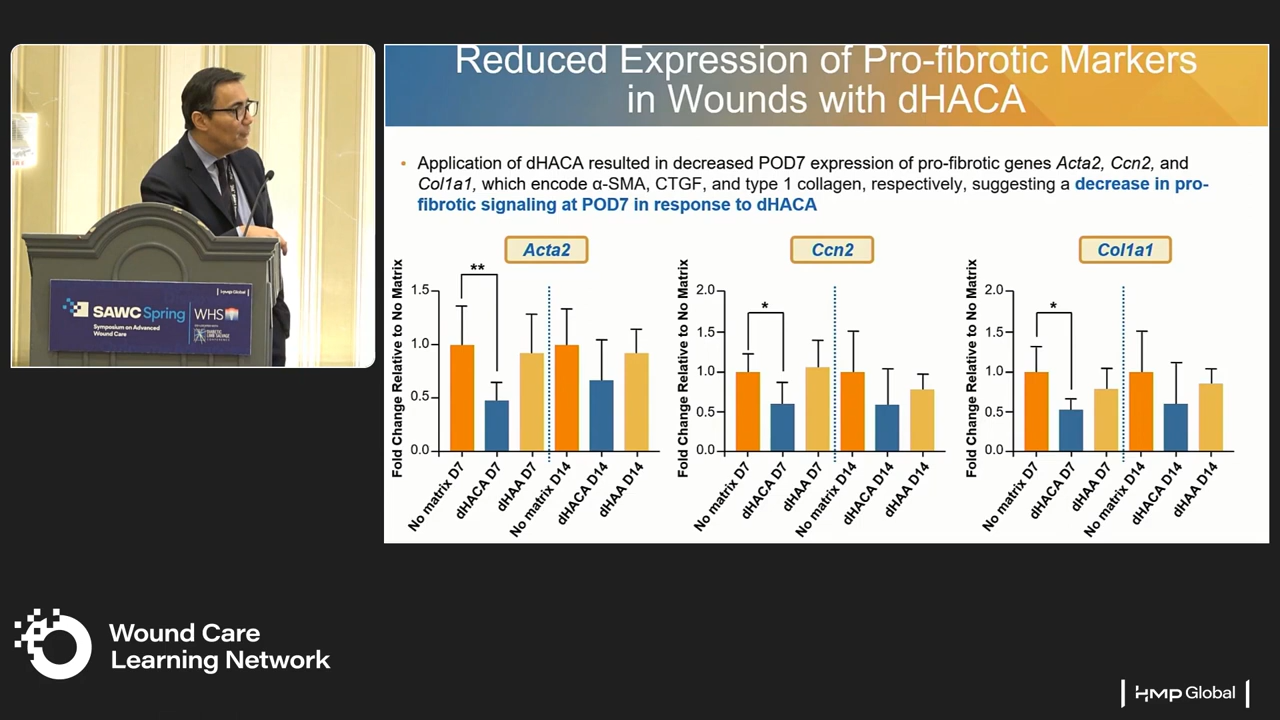 Reduced Expression of Pro-fibrotic Markers
in Wounds with dHACA
• Application of dHACA resulted in decreased POD7 expression of pro-fibrotic genes Acta2, Ccn2, and
Col1a1, which encode α-SMA, CTGF, and type 1 collagen, respectively, suggesting a decrease in pro-
fibrotic signaling at POD7 in response to dHACA
Acta2
Fold Change Relative to No Matrix
1.5
1.0
0.5
0.0
**
No matrix D7
dHACA D7
dHAA D7
No matrix D14
dHACA D14
dHAA D14
Ccn2
Fold Change Relative to No Matrix
2.0
1.5
1.0
0.5
0.0
*
No matrix D7
dHACA D7
dHAA D7
No matrix D14
dHACA D14
dHAA D14
Col1a1
Fold Change Relative to No Matrix
2.0
1.5
1.0
0.5
0.0
*
No matrix D7
dHACA D7
dHAA D7
No matrix D14
dHACA D14
dHAA D14
SAWC Spring
WHS
Symposium on Advanced
Wound Care
Wound Care
Learning Network
HMP Global